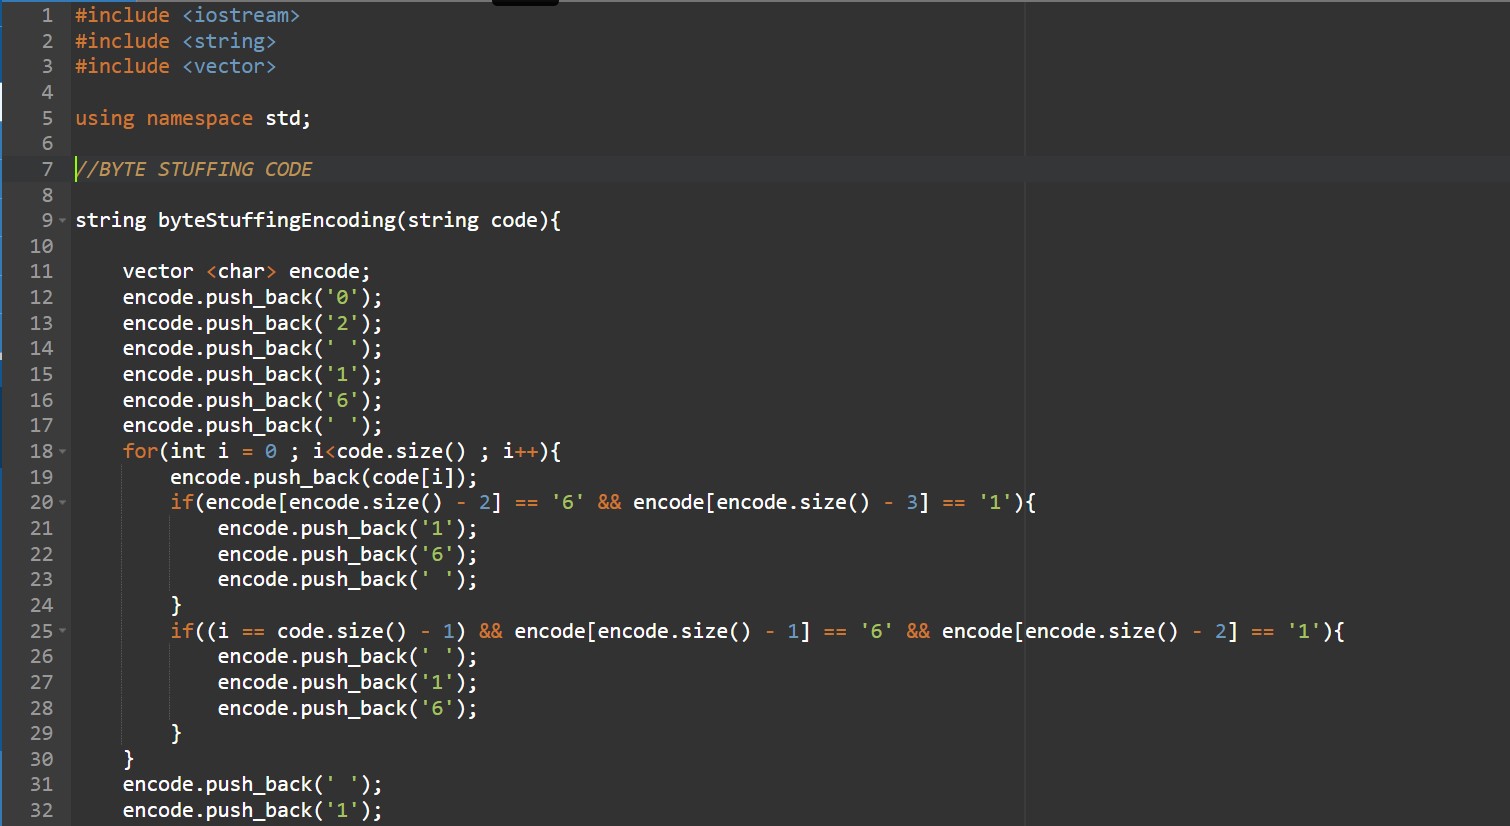 1 #include <iostream>
2 #include <string>
3 #include <vector>
4
5 using namespace std;
6
7 //BYTE STUFFING CODE
8
9 string byteStuffingEncoding(string code){
10
11     vector <char> encode;
12     encode.push_back('0');
13     encode.push_back('2');
14     encode.push_back(' ');
15     encode.push_back('1');
16     encode.push_back('6');
17     encode.push_back(' ');
18     for(int i = 0 ; i<code.size() ; i++){
19         encode.push_back(code[i]);
20         if(encode[encode.size() - 2] == '6' && encode[encode.size() - 3] == '1'){
21             encode.push_back('1');
22             encode.push_back('6');
23             encode.push_back(' ');
24         }
25         if((i == code.size() - 1) && encode[encode.size() - 1] == '6' && encode[encode.size() - 2] == '1'){
26             encode.push_back(' ');
27             encode.push_back('1');
28             encode.push_back('6');
29         }
30     }
31     encode.push_back(' ');
32     encode.push_back('1');